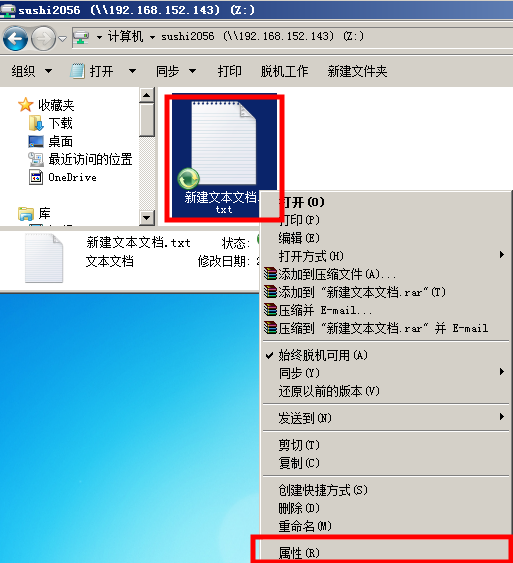 sushi2056 (\\192.168.152.143) (Z:)
计算机 sushi2056 (\\192.168.152.143) (Z:)
组织 打开 同步 打印 脱机工作 新建文件夹
收藏夹
下载
桌面
最近访问的位置
OneDrive
库
新建文本文档.
txt
新建文本文档.txt 状态:
文本文档 修改日期: 2
打开(O)
打印(P)
编辑(E)
打开方式(H)
添加到压缩文件(A)...
添加到 "新建文本文档.rar"(T)
压缩并 E-mail...
压缩到 "新建文本文档.rar" 并 E-mail
始终脱机可用(A)
同步(Y)
还原以前的版本(V)
发送到(N)
剪切(T)
复制(C)
创建快捷方式(S)
删除(D)
重命名(M)
属性(R)